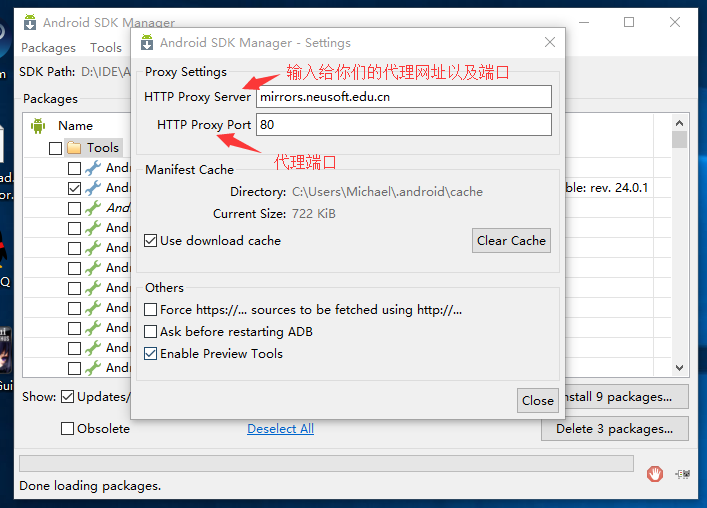 Android SDK Manager
Packages Tools
SDK Path: D:\IDE\A
Packages
Name
Tools
Andr
Andr
ble: rev. 24.0.1
Andr
Andr
Andr
Andr
Andr
Andr
Andr
Andr
Andr
Show: Updates/
Install 9 packages...
Obsolete
Deselect All
Delete 3 packages...
Done loading packages.
Android SDK Manager - Settings
Proxy Settings
输入给你们的代理网址以及端口
HTTP Proxy Server mirrors.neusoft.edu.cn
HTTP Proxy Port 80
代理端口
Manifest Cache
Directory: C:\Users\Michael\.android\cache
Current Size: 722 KiB
Use download cache
Clear Cache
Others
Force https://... sources to be fetched using http://...
Ask before restarting ADB
Enable Preview Tools
Close